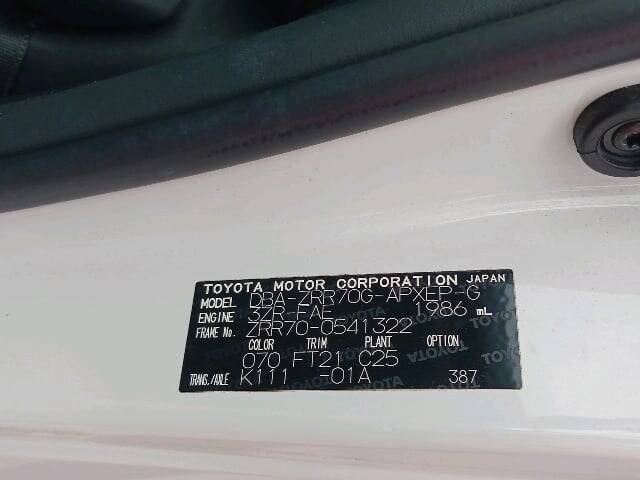 TOYOTA MOTOR CORPORATION JAPAN
MODEL DBA-ZRR70G-APXEP-G
ENGINE 3ZR-FAE 1986 mL
FRAME No. ZRR70-0541322
COLOR TRIM PLANT OPTION
070 FT21 C25
TRANS./AXLE K111 -01A 387